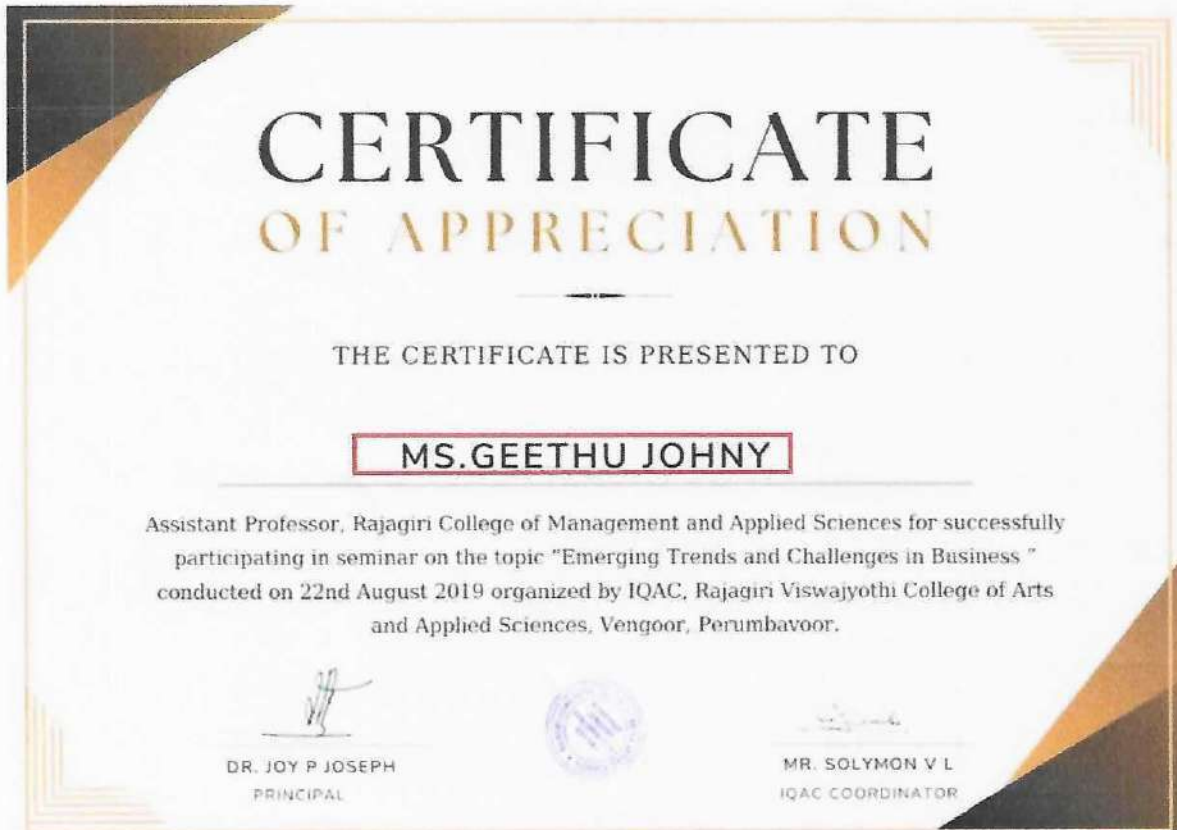 CERTIFICATE
OF APPRECIATION
THE CERTIFICATE IS PRESENTED TO
MS.GEETHU JOHNY
Assistant Professor, Rajagiri College of Management and Applied Sciences for successfully
participating in seminar on the topic "Emerging Trends and Challenges in Business "
conducted on 22nd August 2019 organized by IQAC, Rajagiri Viswajyothi College of Arts
and Applied Sciences, Vengoor, Perumbavoor.
DR. JOY P JOSEPH
PRINCIPAL
MR. SOLYMON V L
IQAC COORDINATOR